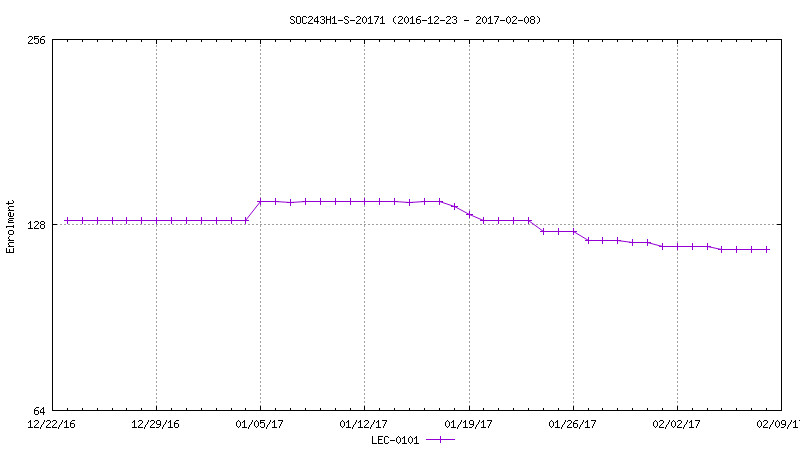 SOC243H1-S-20171 (2016-12-23 - 2017-02-08)
256
128
64
Enrolment
12/22/16 12/29/16 01/05/17 01/12/17 01/19/17 01/26/17 02/02/17 02/09/17
LEC-0101